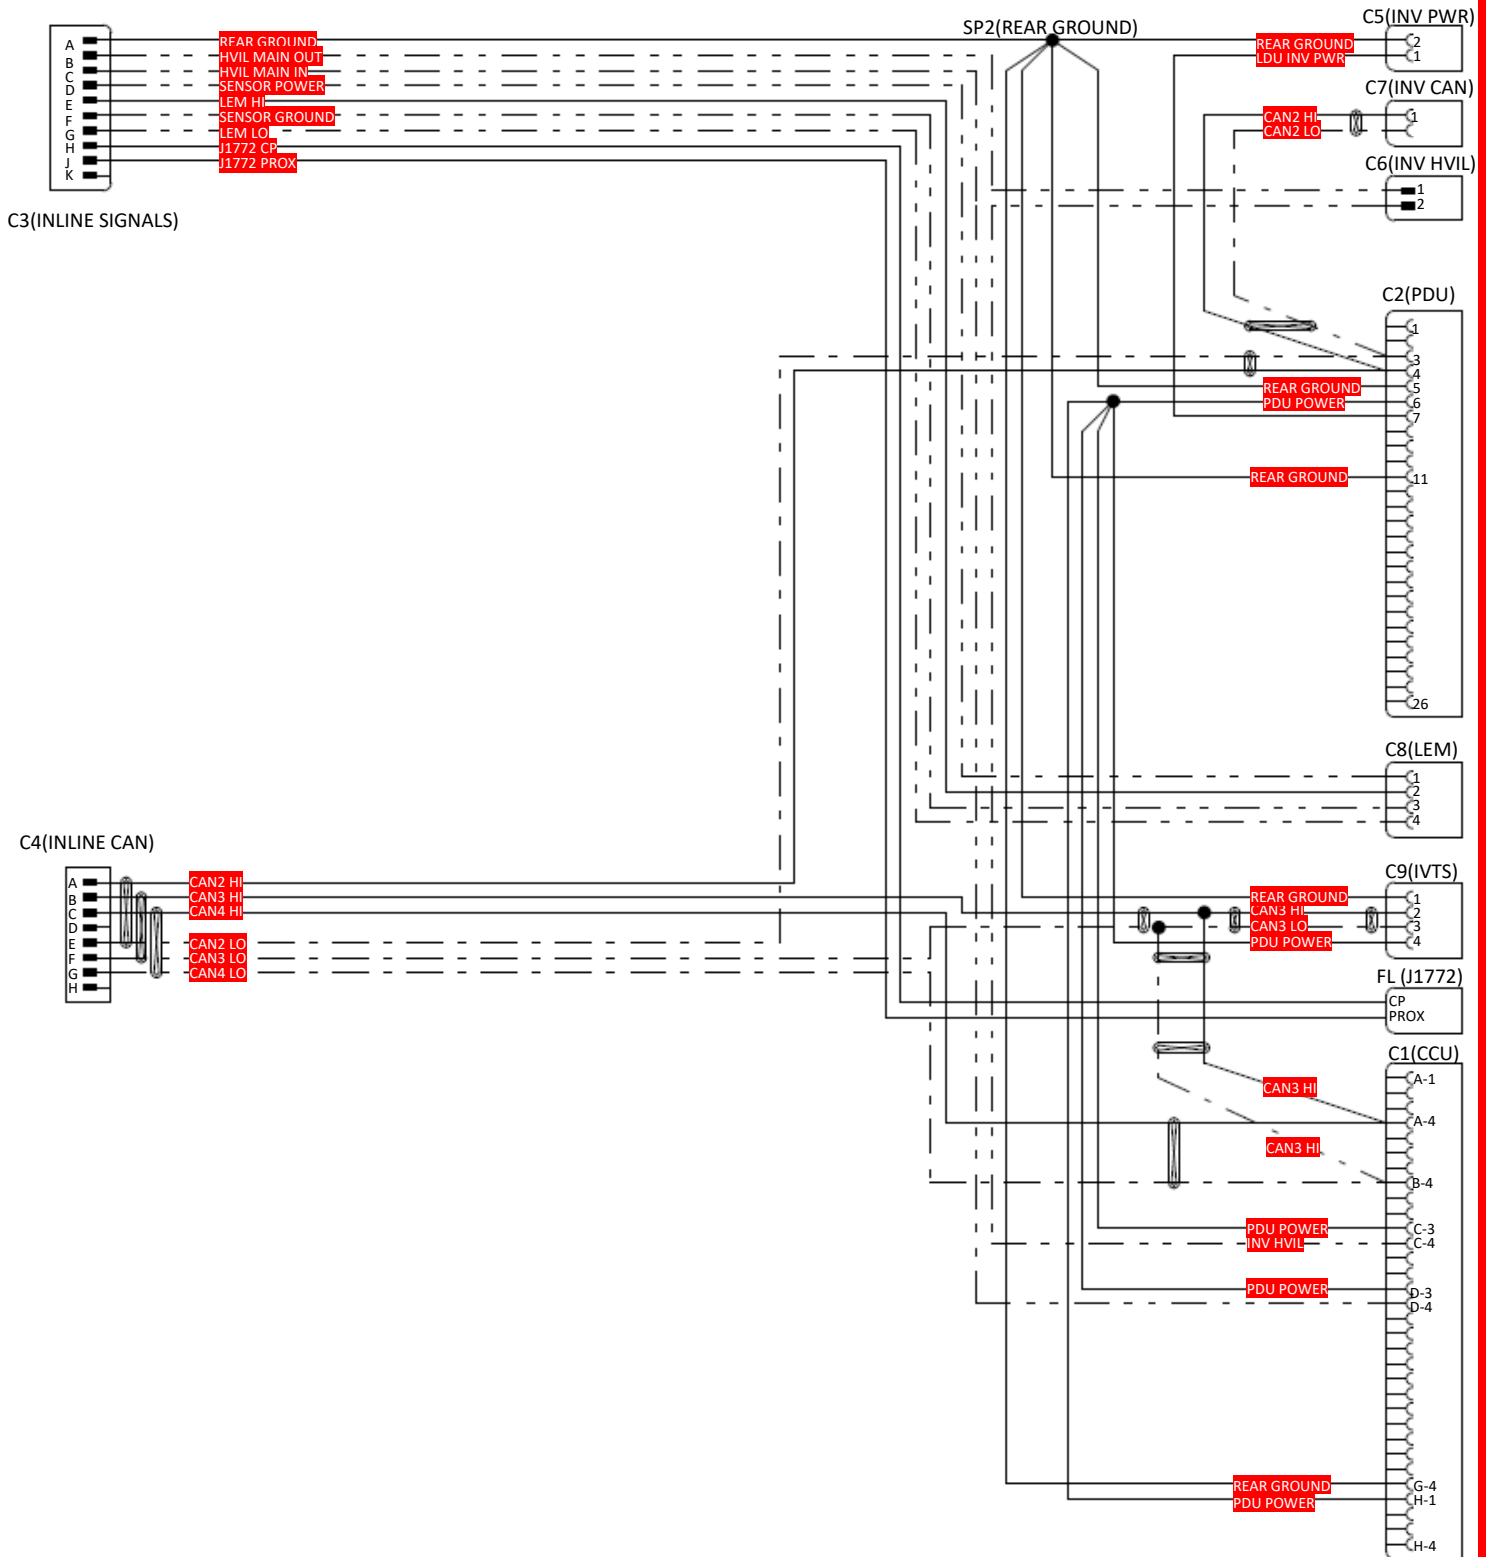 C5(INV PWR)
SP2(REAR GROUND)
A
REAR GROUND
REAR GROUND
2
B
HVIL MAIN OUT
LDU INV PWR
1
C
HVIL MAIN IN
D
SENSOR POWER
C7(INV CAN)
E
LEM HI
F
SENSOR GROUND
CAN2 HI
1
G
LEM LO
CAN2 LO
H
J1772 CP
J
J1772 PROX
C6(INV HVIL)
K
1
2
C3(INLINE SIGNALS)
C2(PDU)
1
3
4
REAR GROUND
5
PDU POWER
6
7
REAR GROUND
11
26
C8(LEM)
1
2
3
4
C4(INLINE CAN)
C9(IVTS)
A
CAN2 HI
B
CAN3 HI
REAR GROUND
1
C
CAN4 HI
CAN3 HI
2
D
CAN3 LO
3
E
CAN2 LO
PDU POWER
4
F
CAN3 LO
G
CAN4 LO
H
FL (J1772)
CP
PROX
C1(CCU)
A-1
CAN3 HI
A-4
CAN3 HI
B-4
PDU POWER
C-3
INV HVIL
C-4
PDU POWER
D-3
D-4
REAR GROUND
G-4
PDU POWER
H-1
H-4